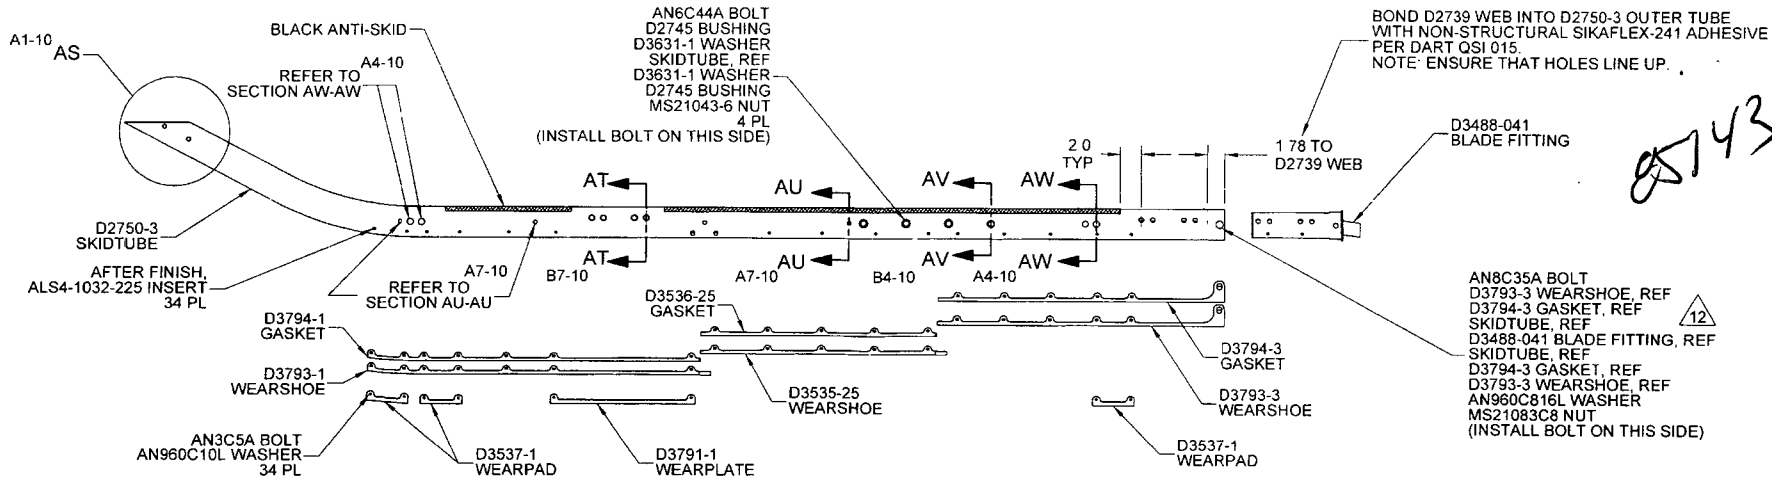 A1-10
AS
BLACK ANTI-SKID
A4-10
REFER TO
SECTION AW-AW
AN6C44A BOLT
D2745 BUSHING
D3631-1 WASHER
SKIDTUBE, REF
D3631-1 WASHER
D2745 BUSHING
MS21043-6 NUT
4 PL
(INSTALL BOLT ON THIS SIDE)
BOND D2739 WEB INTO D2750-3 OUTER TUBE
WITH NON-STRUCTURAL SIKAFLEX-241 ADHESIVE
PER DART QSI 015.
NOTE: ENSURE THAT HOLES LINE UP.
2.0
TYP
1.78 TO
D2739 WEB
D3488-041
BLADE FITTING
85743
AT
AU
AV
AW
D2750-3
SKIDTUBE
AFTER FINISH,
ALS4-1032-225 INSERT
34 PL
A7-10
REFER TO
SECTION AU-AU
B7-10
AT
A7-10
AU
B4-10
AV
A4-10
AW
D3794-1
GASKET
D3793-1
WEARSHOE
D3536-25
GASKET
D3535-25
WEARSHOE
D3794-3
GASKET
D3793-3
WEARSHOE
AN8C35A BOLT
D3793-3 WEARSHOE, REF
D3794-3 GASKET, REF
SKIDTUBE, REF
D3488-041 BLADE FITTING, REF
SKIDTUBE, REF
D3794-3 GASKET, REF
D3793-3 WEARSHOE, REF
AN960C816L WASHER
MS21083C8 NUT
(INSTALL BOLT ON THIS SIDE)
12
AN3C5A BOLT
AN960C10L WASHER
34 PL
D3537-1
WEARPAD
D3791-1
WEARPLATE
D3537-1
WEARPAD